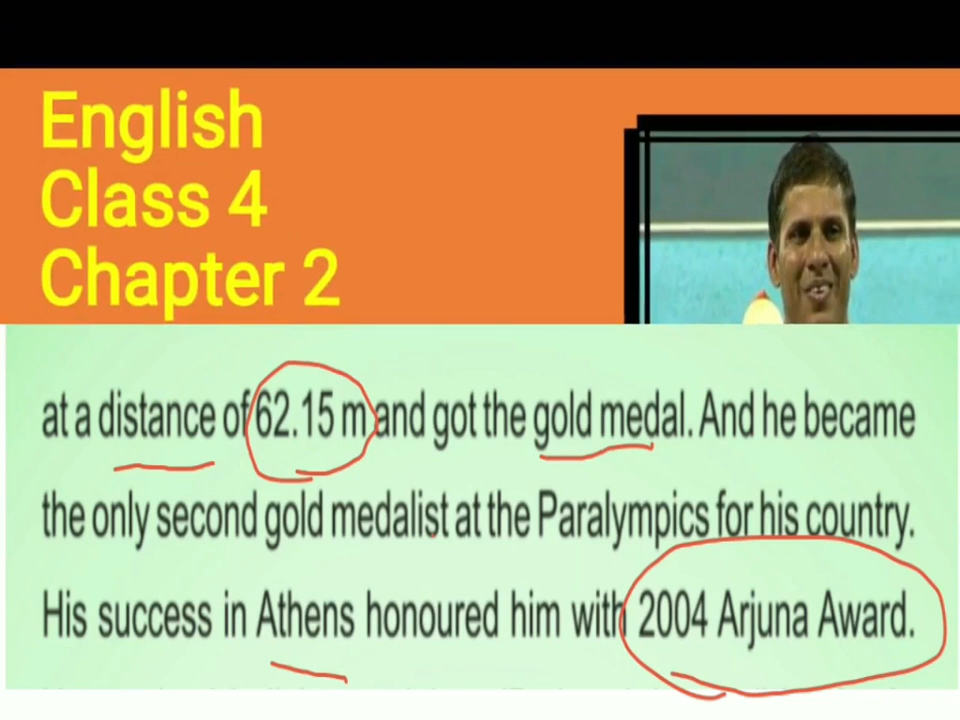 English
Class 4
Chapter 2
at a distance of 62.15 m and got the gold medal. And he became
the only second gold medalist at the Paralympics for his country.
His success in Athens honoured him with 2004 Arjuna Award.